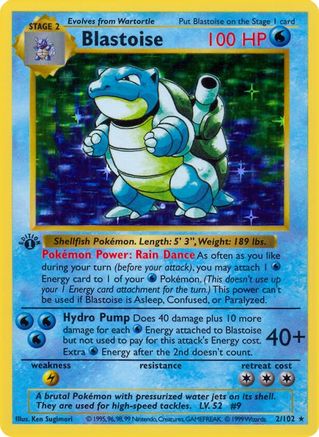 Evolves from Wartortle Put Blastoise on the Stage 1 card
STAGE 2
Blastoise 100 HP
EDITION 1
Shellfish Pokémon. Length: 5' 3", Weight: 189 lbs.
Pokémon Power: Rain Dance As often as you like
during your turn (before your attack), you may attach 1
Energy card to 1 of your Pokémon. (This doesn't use up
your 1 Energy card attachment for the turn.) This power can't
be used if Blastoise is Asleep, Confused, or Paralyzed.
Hydro Pump Does 40 damage plus 10
more damage for each Energy attached to Blastoise
but not used to pay for this attack's Energy cost.
Extra Energy after the 2nd doesn't count.
40+
weakness resistance retreat cost
A brutal Pokémon with pressurized water jets on its shell.
They are used for high-speed tackles. LV. 52 #9
Illus. Ken Sugimori © 1995, 96, 98, 99 Nintendo, Creatures, GAMEFREAK. © 1999 Wizards. 2/102